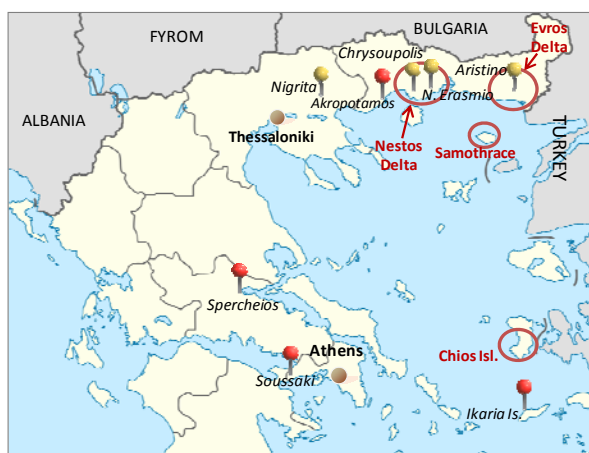 BULGARIA
FYROM
Evros
Delta
Chrysoupolis
Aristino
Nigrita
N. Erasmio
Akropotamos
ALBANIA
Thessaloniki
TURKEY
Nestos
Delta
Samothrace
Spercheios
Athens
Chios Isl.
Soussaki
Ikaria Is.